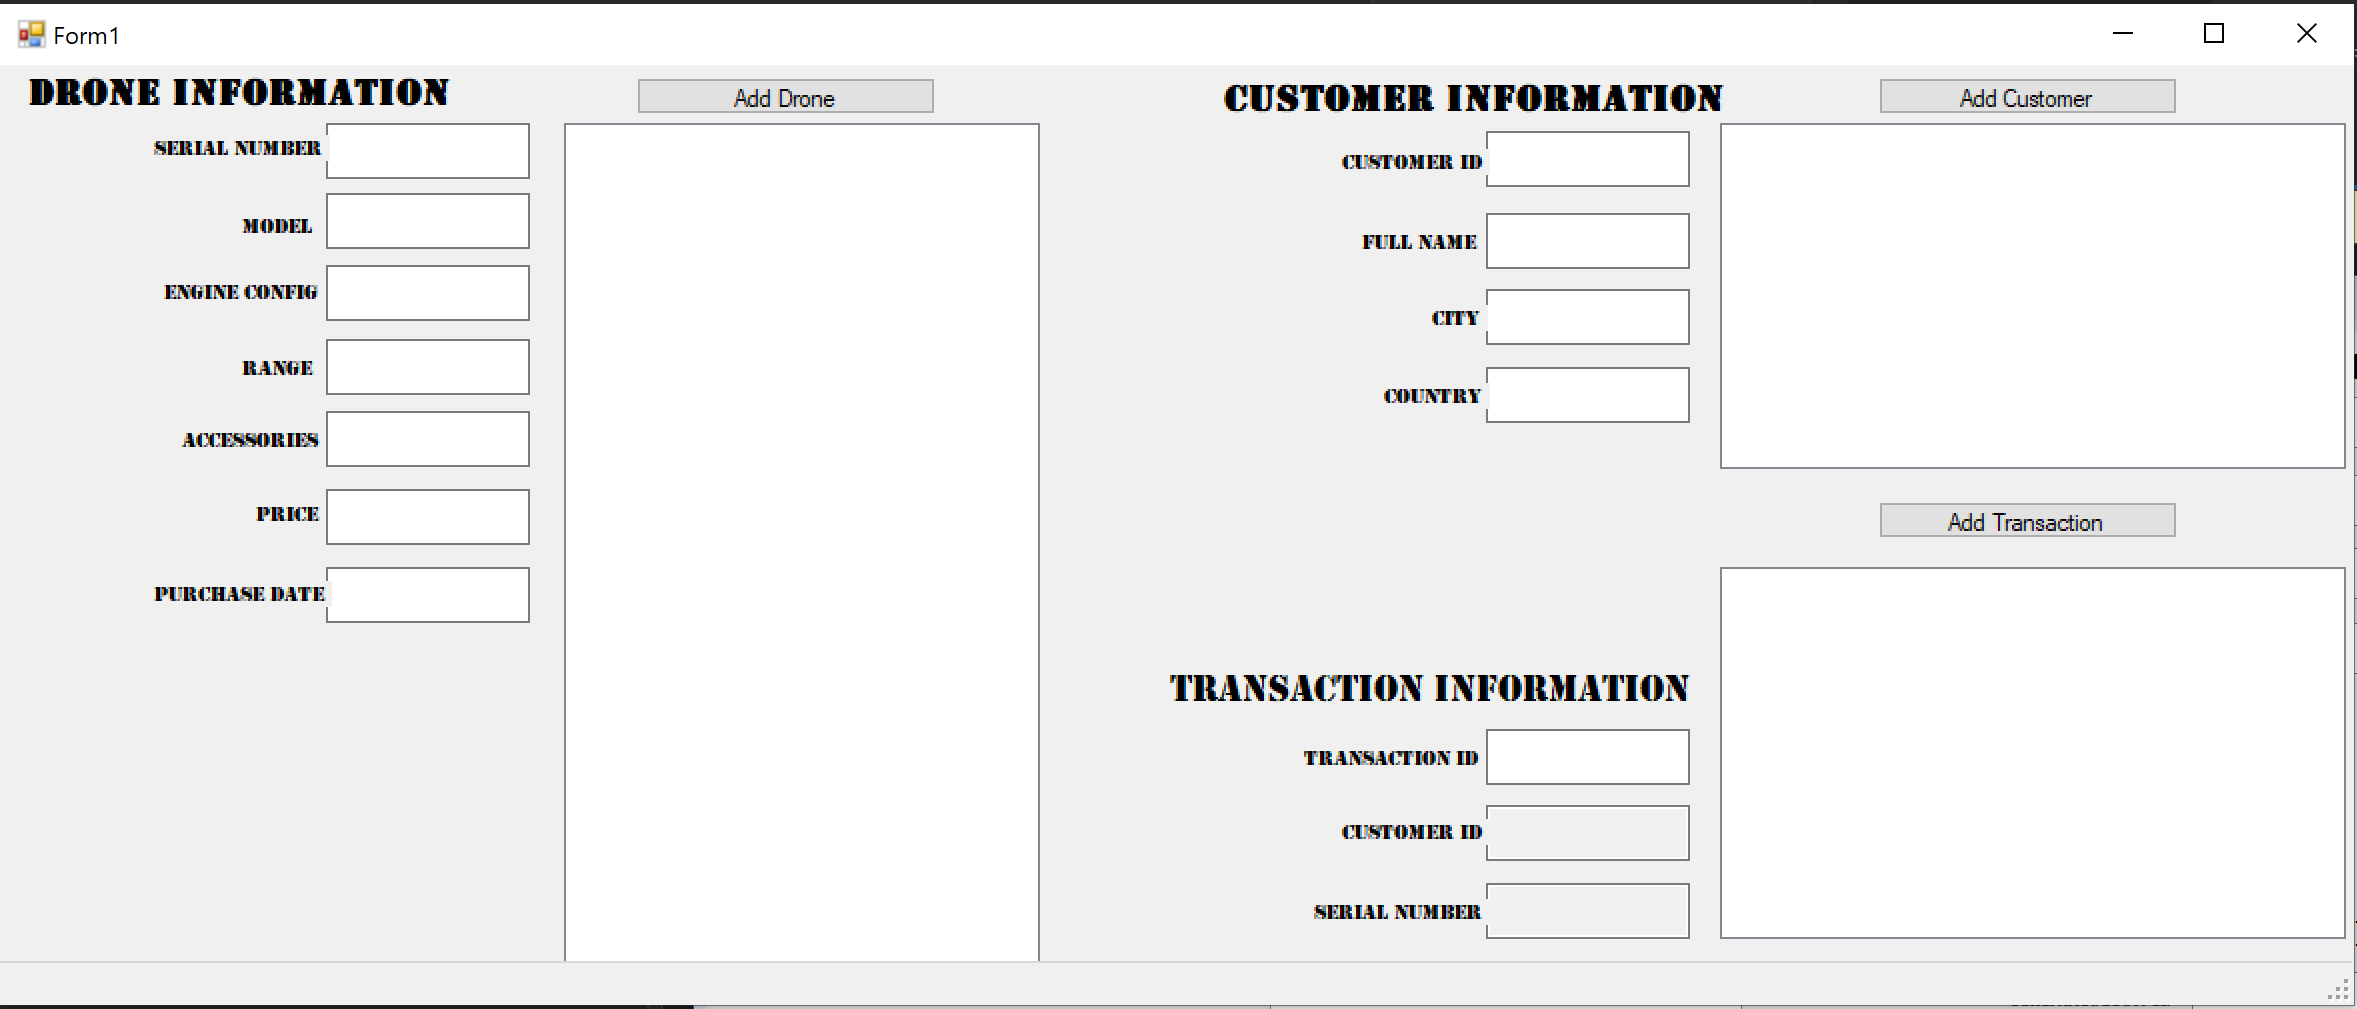 Form1
DRONE INFORMATION
Add Drone
SERIAL NUMBER
MODEL
ENGINE CONFIG
RANGE
ACCESSORIES
PRICE
PURCHASE DATE
CUSTOMER INFORMATION
Add Customer
CUSTOMER ID
FULL NAME
CITY
COUNTRY
Add Transaction
TRANSACTION INFORMATION
TRANSACTION ID
CUSTOMER ID
SERIAL NUMBER